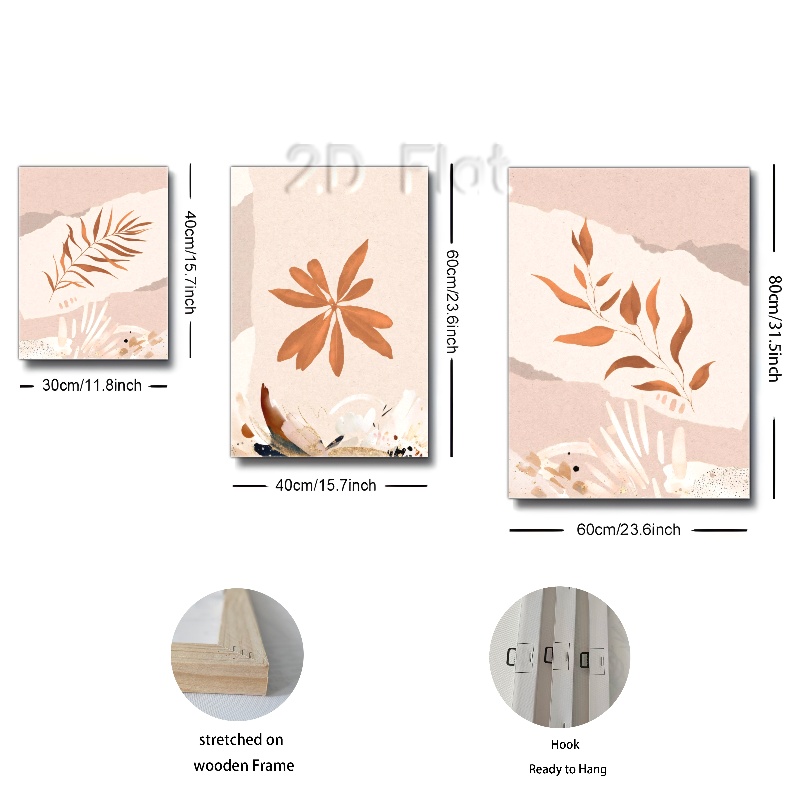 2D Flat
40cm/15.7inch
30cm/11.8inch
60cm/23.6inch
40cm/15.7inch
80cm/31.5inch
60cm/23.6inch
stretched on
wooden Frame
Hook
Ready to Hang